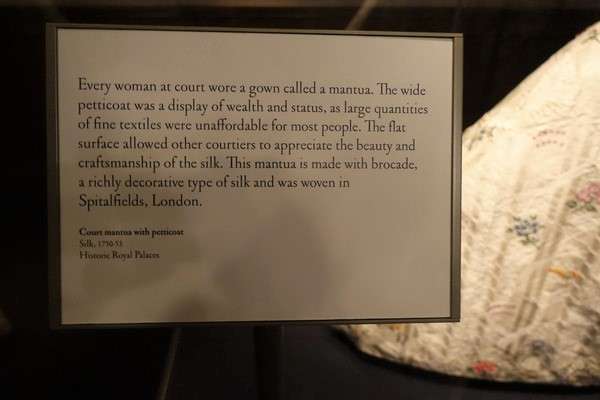 Every woman at court wore a gown called a mantua. The wide
petticoat was a display of wealth and status, as large quantities
of fine textiles were unaffordable for most people. The flat
surface allowed other courtiers to appreciate the beauty and
craftsmanship of the silk. This mantua is made with brocade,
a richly decorative type of silk and was woven in
Spitalfields, London.
Court mantua with petticoat
Silk, 1750-53
Historic Royal Palaces